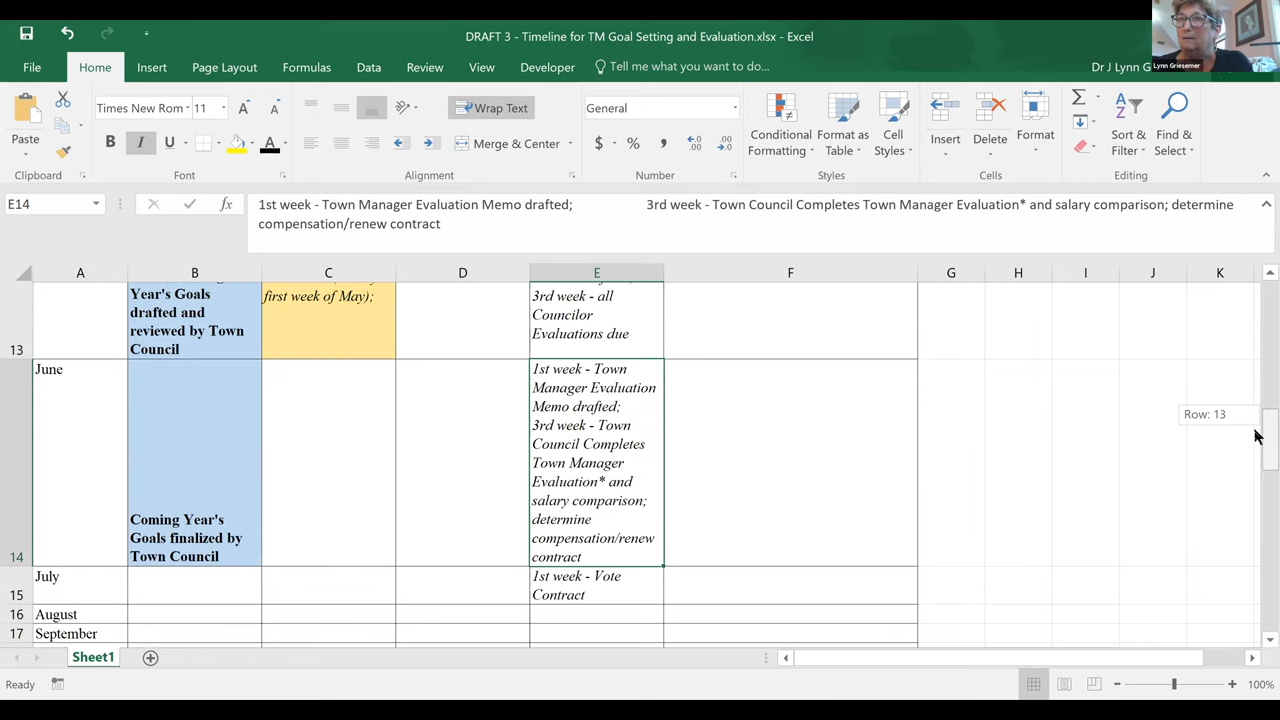 DRAFT 3 - Timeline for TM Goal Setting and Evaluation.xlsx - Excel
Lynn Griesemer
File Home Insert Page Layout Formulas Data Review View Developer Tell me what you want to do... Dr J Lynn G
Times New Rom 11 A A Wrap Text General
Paste B I U A Merge & Center $ % , Conditional Formatting Format as Table Cell Styles Insert Delete Format Σ Sort & Filter Find & Select
Clipboard Font Alignment Number Styles Cells Editing
E14 fx 1st week - Town Manager Evaluation Memo drafted; 3rd week - Town Council Completes Town Manager Evaluation* and salary comparison; determine
compensation/renew contract
A B C D E F G H I J K
13
Year's Goals
drafted and
reviewed by Town
Council
first week of May);
3rd week - all
Councilor
Evaluations due
14
June
Coming Year's
Goals finalized by
Town Council
1st week - Town
Manager Evaluation
Memo drafted;
3rd week - Town
Council Completes
Town Manager
Evaluation* and
salary comparison;
determine
compensation/renew
contract
Row: 13
15
July
1st week - Vote
Contract
16 August
17 September
Sheet1
Ready 100%